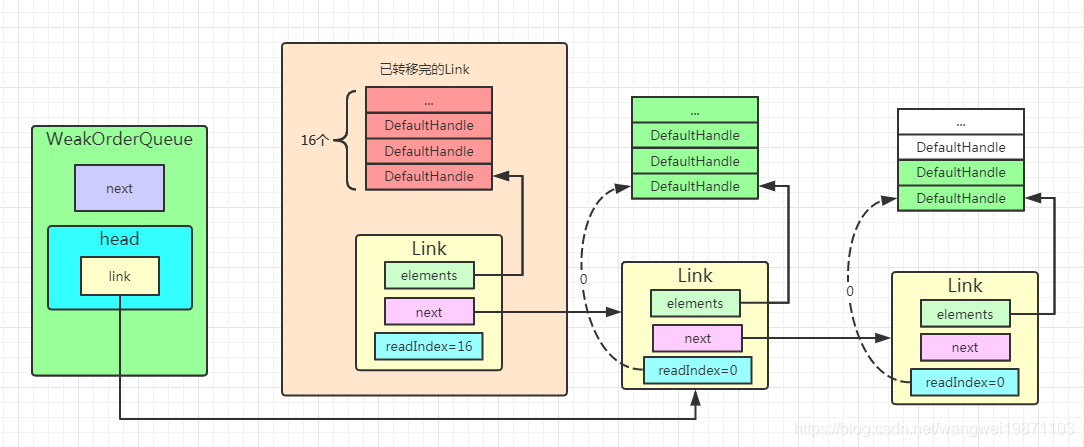 WeakOrderQueue
next
head
link
已转移完的Link
16个
...
DefaultHandle
DefaultHandle
DefaultHandle
Link
elements
next
readIndex=16
...
DefaultHandle
DefaultHandle
DefaultHandle
0
Link
elements
next
readIndex=0
...
DefaultHandle
DefaultHandle
DefaultHandle
0
Link
elements
next
readIndex=0
https://blog.csdn.net/wangwei19871103